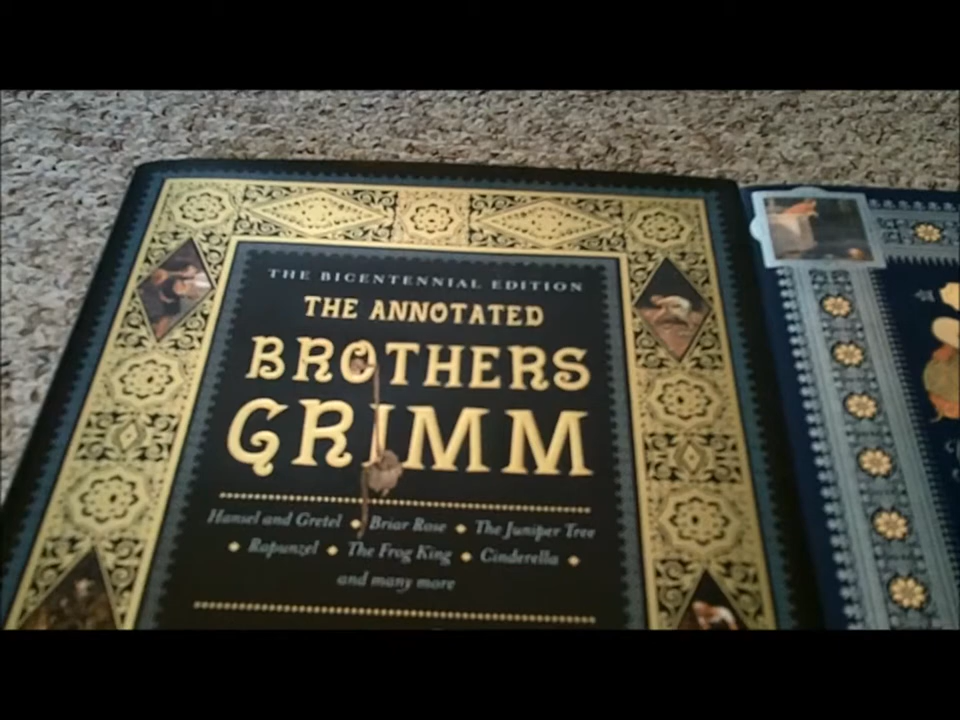 THE BICENTENNIAL EDITION
THE ANNOTATED
BROTHERS
GRIMM
Hansel and Gretel ◆ Briar Rose ◆ The Juniper Tree
◆ Rapunzel ◆ The Frog King ◆ Cinderella ◆
and many more